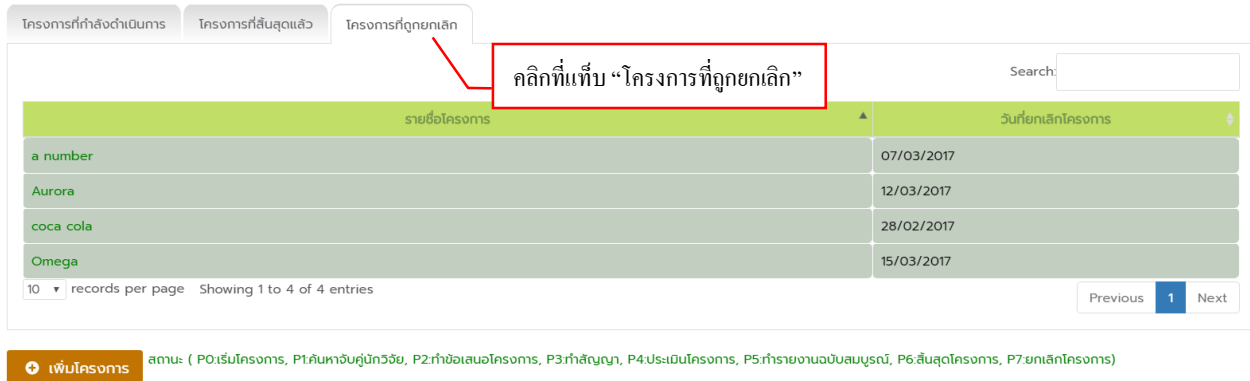 โครงการที่กำลังดำเนินการ โครงการที่สิ้นสุดแล้ว โครงการที่ถูกยกเลิก
คลิกที่แท็บ “โครงการที่ถูกยกเลิก”
Search:
รายชื่อโครงการ วันที่ยกเลิกโครงการ
a number 07/03/2017
Aurora 12/03/2017
coca cola 28/02/2017
Omega 15/03/2017
10 records per page Showing 1 to 4 of 4 entries
Previous 1 Next
เพิ่มโครงการ สถานะ ( P0:เริ่มโครงการ, P1:ค้นหาจับคู่นักวิจัย, P2:ทำข้อเสนอโครงการ, P3:ทำสัญญา, P4:ประเมินโครงการ, P5:ทำรายงานฉบับสมบูรณ์, P6:สิ้นสุดโครงการ, P7:ยกเลิกโครงการ)